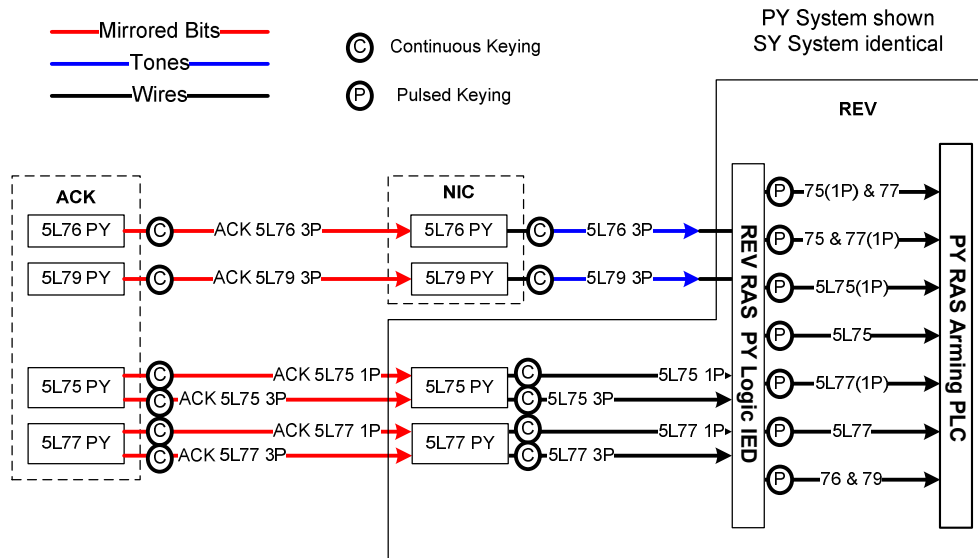 Mirrored Bits
Tones
Wires
C Continuous Keying
P Pulsed Keying
PY System shown
SY System identical
REV
ACK
NIC
5L76 PY
C
ACK 5L76 3P
5L76 PY
C
5L76 3P
5L79 PY
C
ACK 5L79 3P
5L79 PY
C
5L79 3P
5L75 PY
C
ACK 5L75 1P
C
ACK 5L75 3P
5L75 PY
C
5L75 1P
C
5L75 3P
5L77 PY
C
ACK 5L77 1P
C
ACK 5L77 3P
5L77 PY
C
5L77 1P
C
5L77 3P
REV RAS PY Logic IED
P
75(1P) & 77
P
75 & 77(1P)
P
5L75(1P)
P
5L75
P
5L77(1P)
P
5L77
P
76 & 79
PY RAS Arming PLC